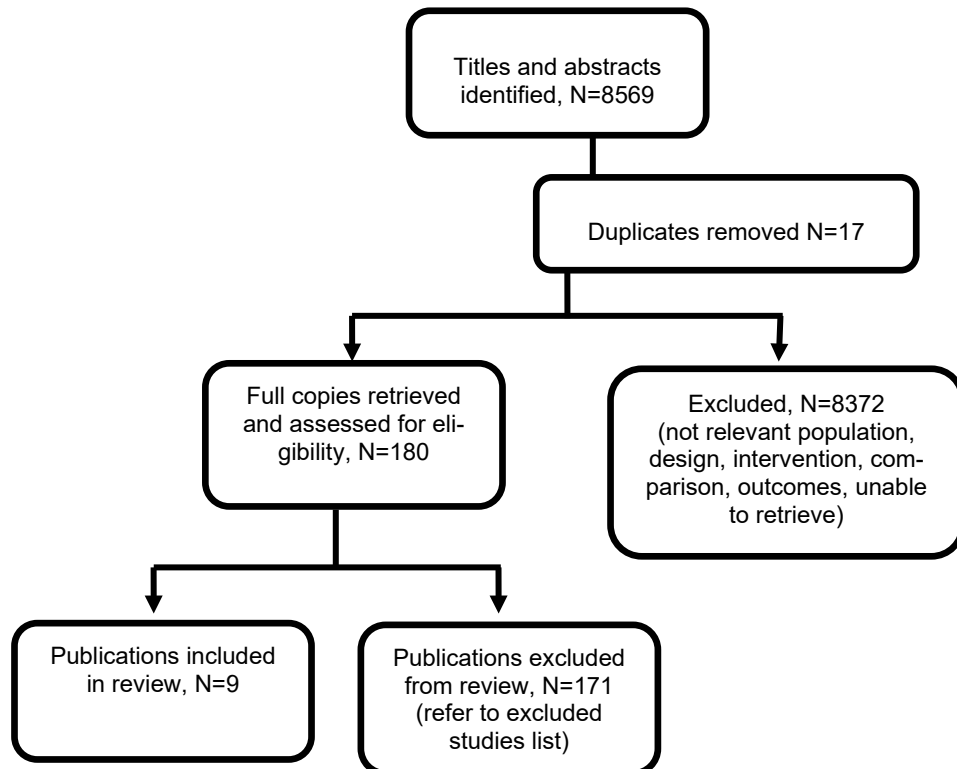 Titles and abstracts
identified, N=8569
Duplicates removed N=17
Full copies retrieved
and assessed for eli-
gibility, N=180
Excluded, N=8372
(not relevant population,
design, intervention, com-
parison, outcomes, unable
to retrieve)
Publications included
in review, N=9
Publications excluded
from review, N=171
(refer to excluded
studies list)